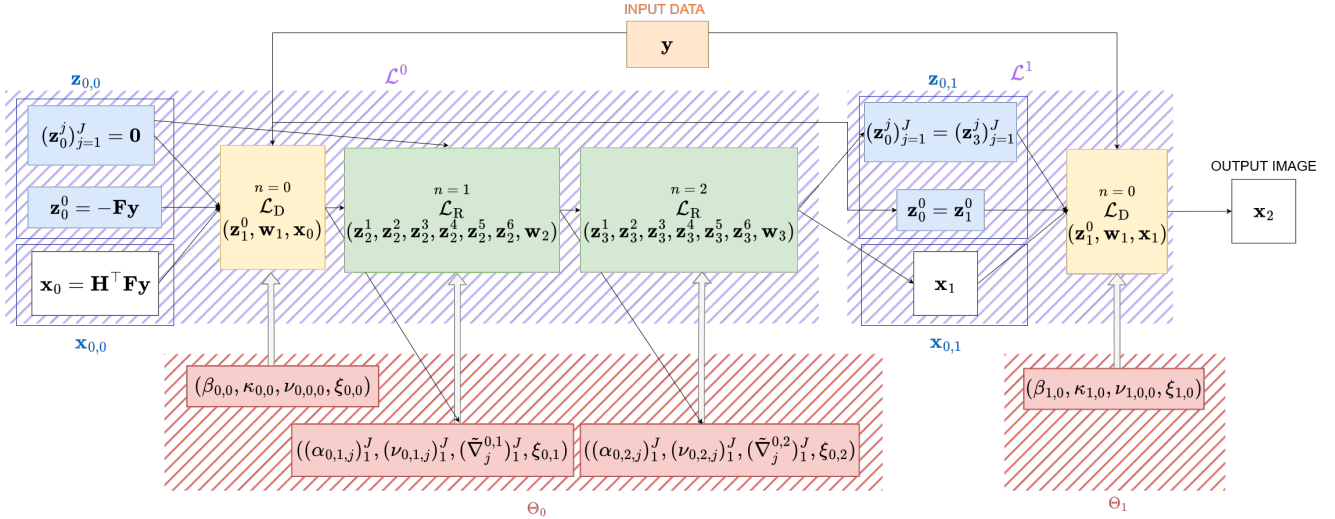 INPUT DATA
y
z_{0,0}
𝓛^0
z_{0,1}
𝓛^1
(z_0^j)_{j=1}^J = 0
z_0^0 = −Fy
x_0 = H^⊤Fy
x_{0,0}
n = 0
𝓛_D
(z_1^0, w_1, x_0)
n = 1
𝓛_R
(z_2^1, z_2^2, z_2^3, z_2^4, z_2^5, z_2^6, w_2)
n = 2
𝓛_R
(z_3^1, z_3^2, z_3^3, z_3^4, z_3^5, z_3^6, w_3)
(z_0^j)_{j=1}^J = (z_3^j)_{j=1}^J
z_0^0 = z_1^0
x_1
x_{0,1}
n = 0
𝓛_D
(z_1^0, w_1, x_1)
OUTPUT IMAGE
x_2
(β_{0,0}, κ_{0,0}, ν_{0,0,0}, ξ_{0,0})
((α_{0,1,j})_1^J, (ν_{0,1,j})_1^J, (∇̃_j^{0,1})_1^J, ξ_{0,1})
((α_{0,2,j})_1^J, (ν_{0,2,j})_1^J, (∇̃_j^{0,2})_1^J, ξ_{0,2})
Θ_0
(β_{1,0}, κ_{1,0}, ν_{1,0,0}, ξ_{1,0})
Θ_1